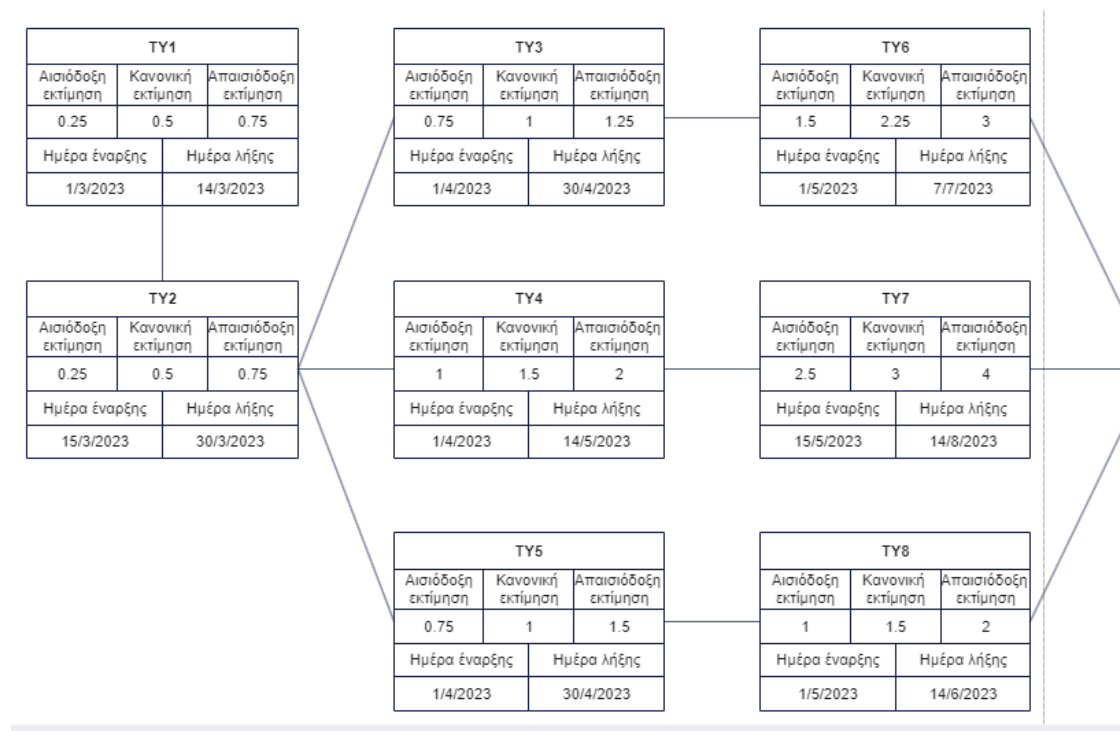 TY1
Αισιόδοξη εκτίμηση Κανονική εκτίμηση Απαισιόδοξη εκτίμηση
0.25 0.5 0.75
Ημέρα έναρξης Ημέρα λήξης
1/3/2023 14/3/2023
TY2
Αισιόδοξη εκτίμηση Κανονική εκτίμηση Απαισιόδοξη εκτίμηση
0.25 0.5 0.75
Ημέρα έναρξης Ημέρα λήξης
15/3/2023 30/3/2023
TY3
Αισιόδοξη εκτίμηση Κανονική εκτίμηση Απαισιόδοξη εκτίμηση
0.75 1 1.25
Ημέρα έναρξης Ημέρα λήξης
1/4/2023 30/4/2023
TY4
Αισιόδοξη εκτίμηση Κανονική εκτίμηση Απαισιόδοξη εκτίμηση
1 1.5 2
Ημέρα έναρξης Ημέρα λήξης
1/4/2023 14/5/2023
TY5
Αισιόδοξη εκτίμηση Κανονική εκτίμηση Απαισιόδοξη εκτίμηση
0.75 1 1.5
Ημέρα έναρξης Ημέρα λήξης
1/4/2023 30/4/2023
TY6
Αισιόδοξη εκτίμηση Κανονική εκτίμηση Απαισιόδοξη εκτίμηση
1.5 2.25 3
Ημέρα έναρξης Ημέρα λήξης
1/5/2023 7/7/2023
TY7
Αισιόδοξη εκτίμηση Κανονική εκτίμηση Απαισιόδοξη εκτίμηση
2.5 3 4
Ημέρα έναρξης Ημέρα λήξης
15/5/2023 14/8/2023
TY8
Αισιόδοξη εκτίμηση Κανονική εκτίμηση Απαισιόδοξη εκτίμηση
1 1.5 2
Ημέρα έναρξης Ημέρα λήξης
1/5/2023 14/6/2023